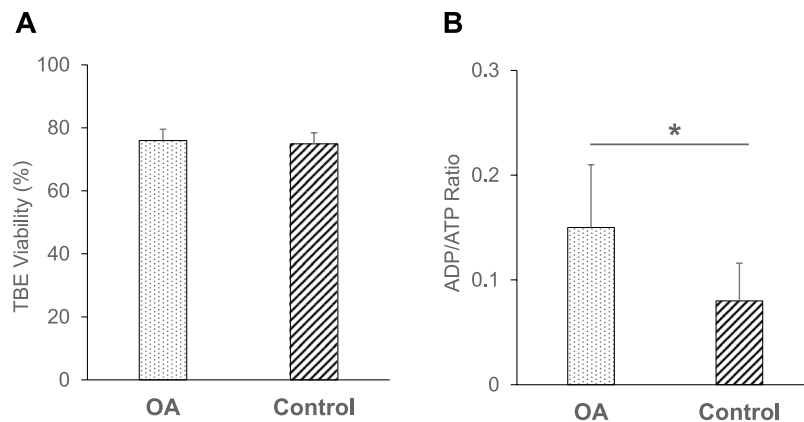 A
TBE Viability (%)
100
80
60
40
20
0
OA Control
B
ADP/ATP Ratio
0.3
0.2
0.1
0
*
OA Control